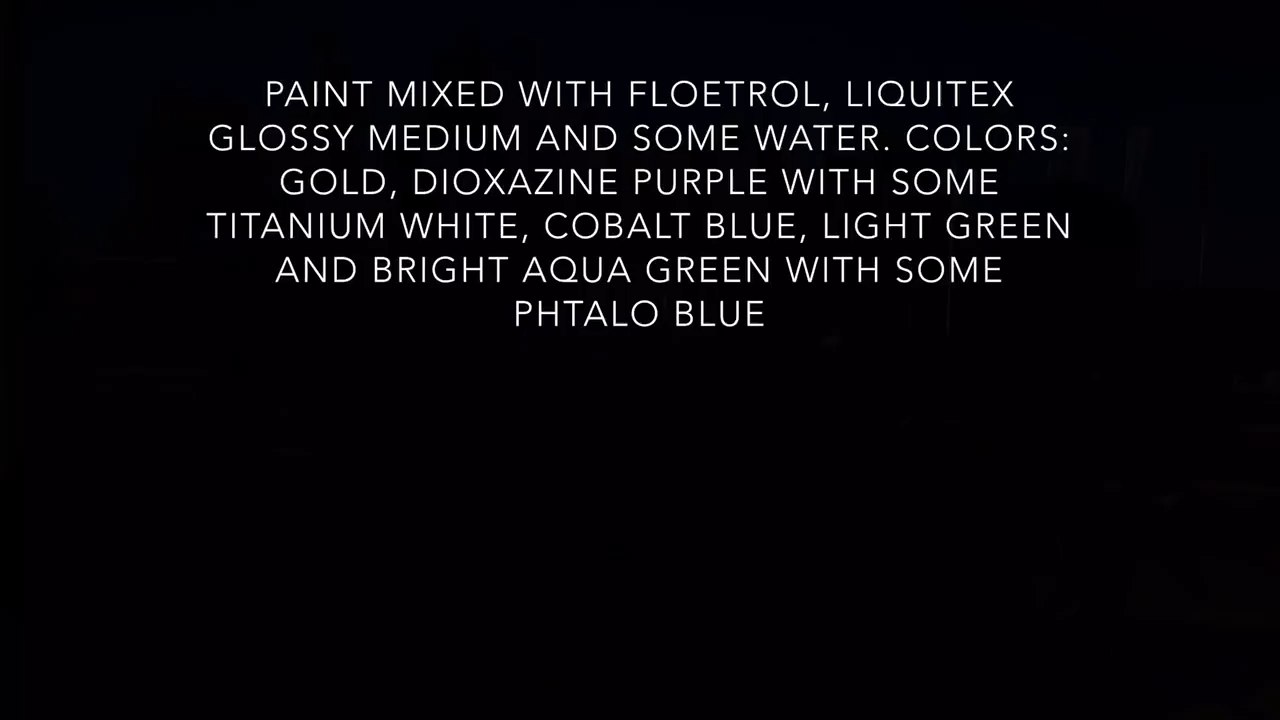 PAINT MIXED WITH FLOETROL, LIQUITEX
GLOSSY MEDIUM AND SOME WATER. COLORS:
GOLD, DIOXAZINE PURPLE WITH SOME
TITANIUM WHITE, COBALT BLUE, LIGHT GREEN
AND BRIGHT AQUA GREEN WITH SOME
PHTALO BLUE